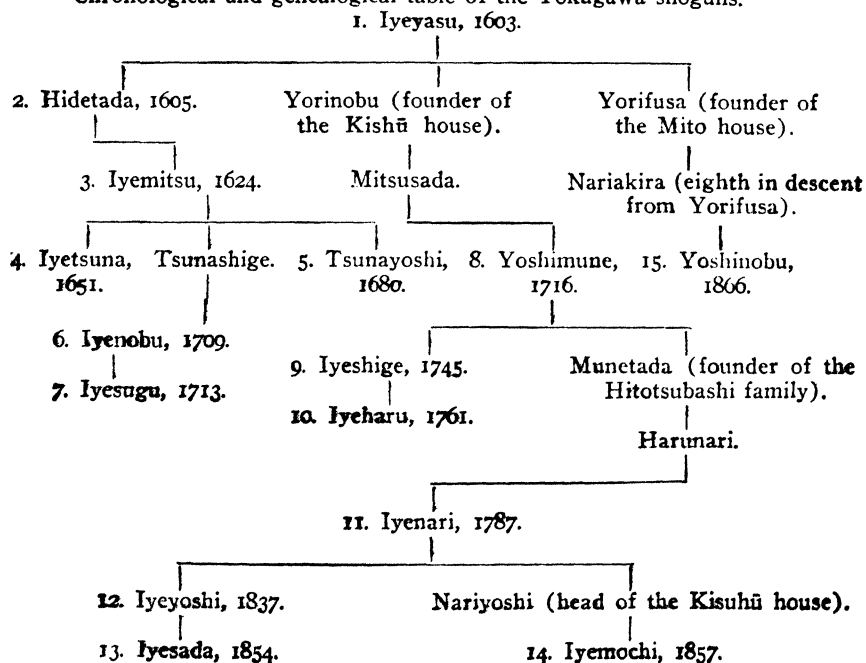 Chronological and genealogical table of the Tokugawa shōguns.
1. Iyeyasu, 1603.
2. Hidetada, 1605. Yorinobu (founder of Yorifusa (founder of
the Kishū house). the Mito house).
3. Iyemitsu, 1624. Mitsusada. Nariakira (eighth in descent
from Yorifusa).
4. Iyetsuna, Tsunashige. 5. Tsunayoshi, 8. Yoshimune, 15. Yoshinobu,
1651. 1680. 1716. 1866.
6. Iyenobu, 1709.
9. Iyeshige, 1745. Munetada (founder of the
7. Iyesugu, 1713. Hitotsubashi family).
10. Iyeharu, 1761.
Harunari.
11. Iyenari, 1787.
12. Iyeyoshi, 1837. Nariyoshi (head of the Kisuhū house).
13. Iyesada, 1854. 14. Iyemochi, 1857.